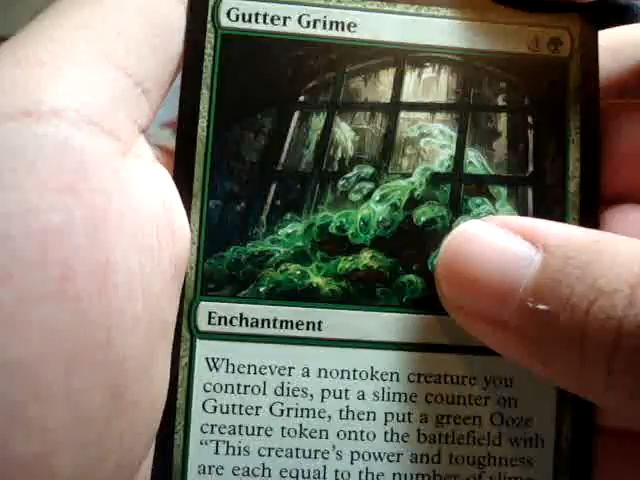 Gutter Grime 4
Enchantment
Whenever a nontoken creature you
control dies, put a slime counter on
Gutter Grime, then put a green Ooze
creature token onto the battlefield with
“This creature's power and toughness
are each equal to the number of slime